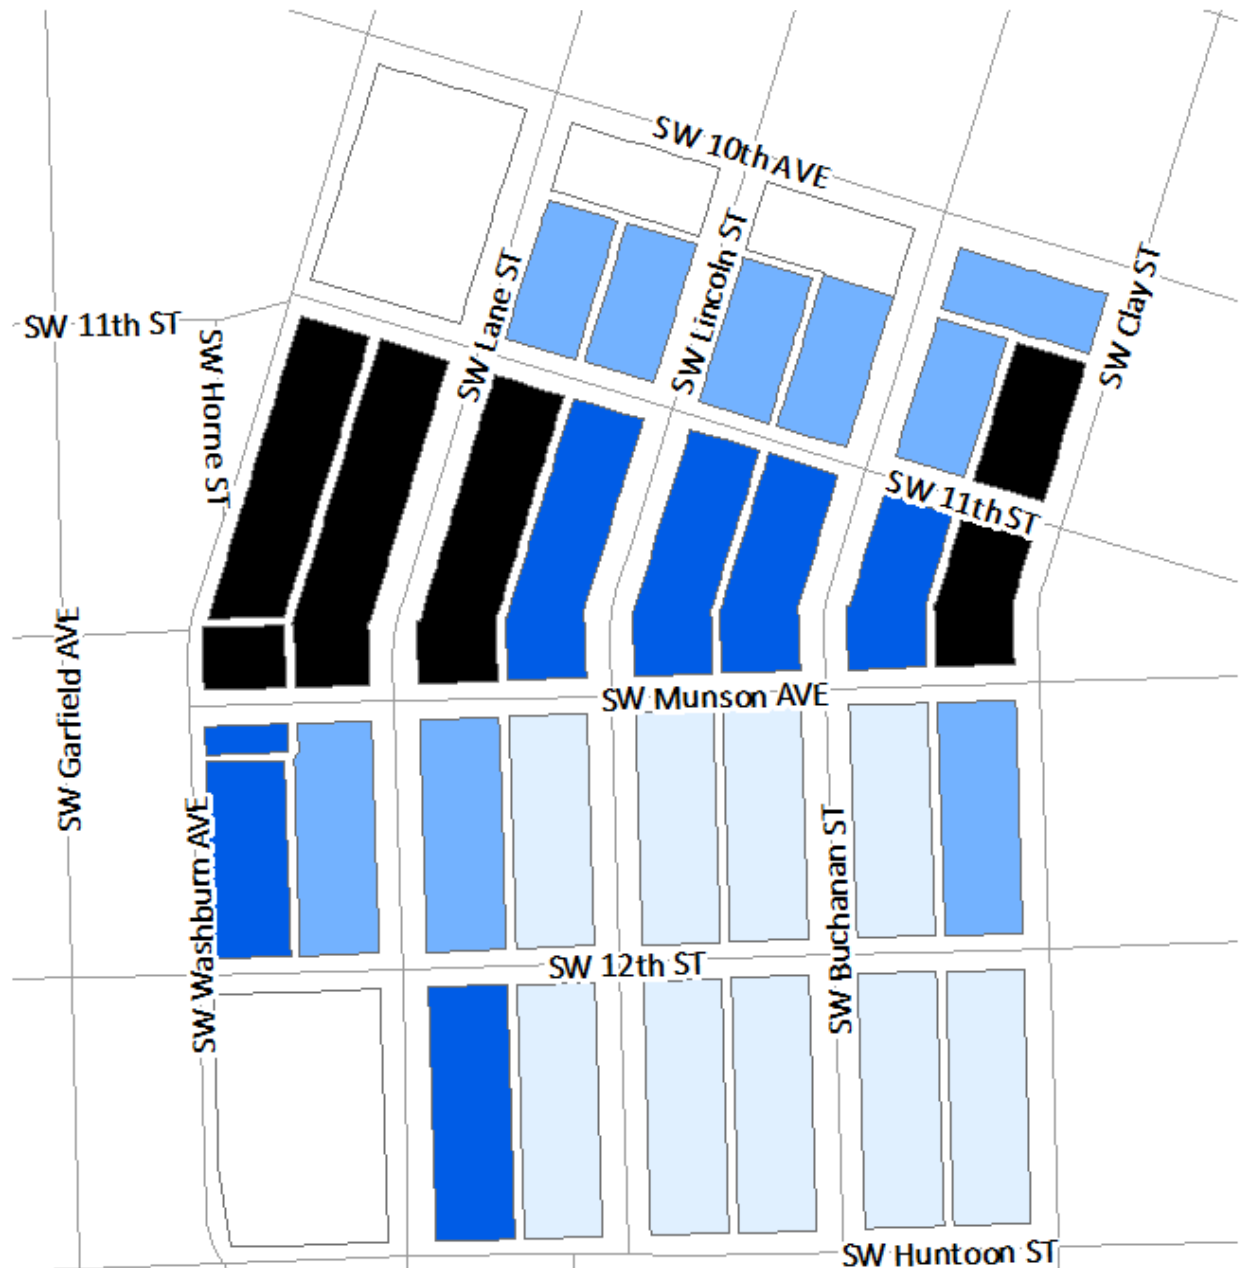 SW 10th AVE
SW Lincoln ST
SW Clay ST
SW Lane ST
SW 11th ST
SW Horne ST
SW 11th ST
SW Garfield AVE
SW Munson AVE
SW Washburn AVE
SW Buchanan ST
SW 12th ST
SW Huntoon ST